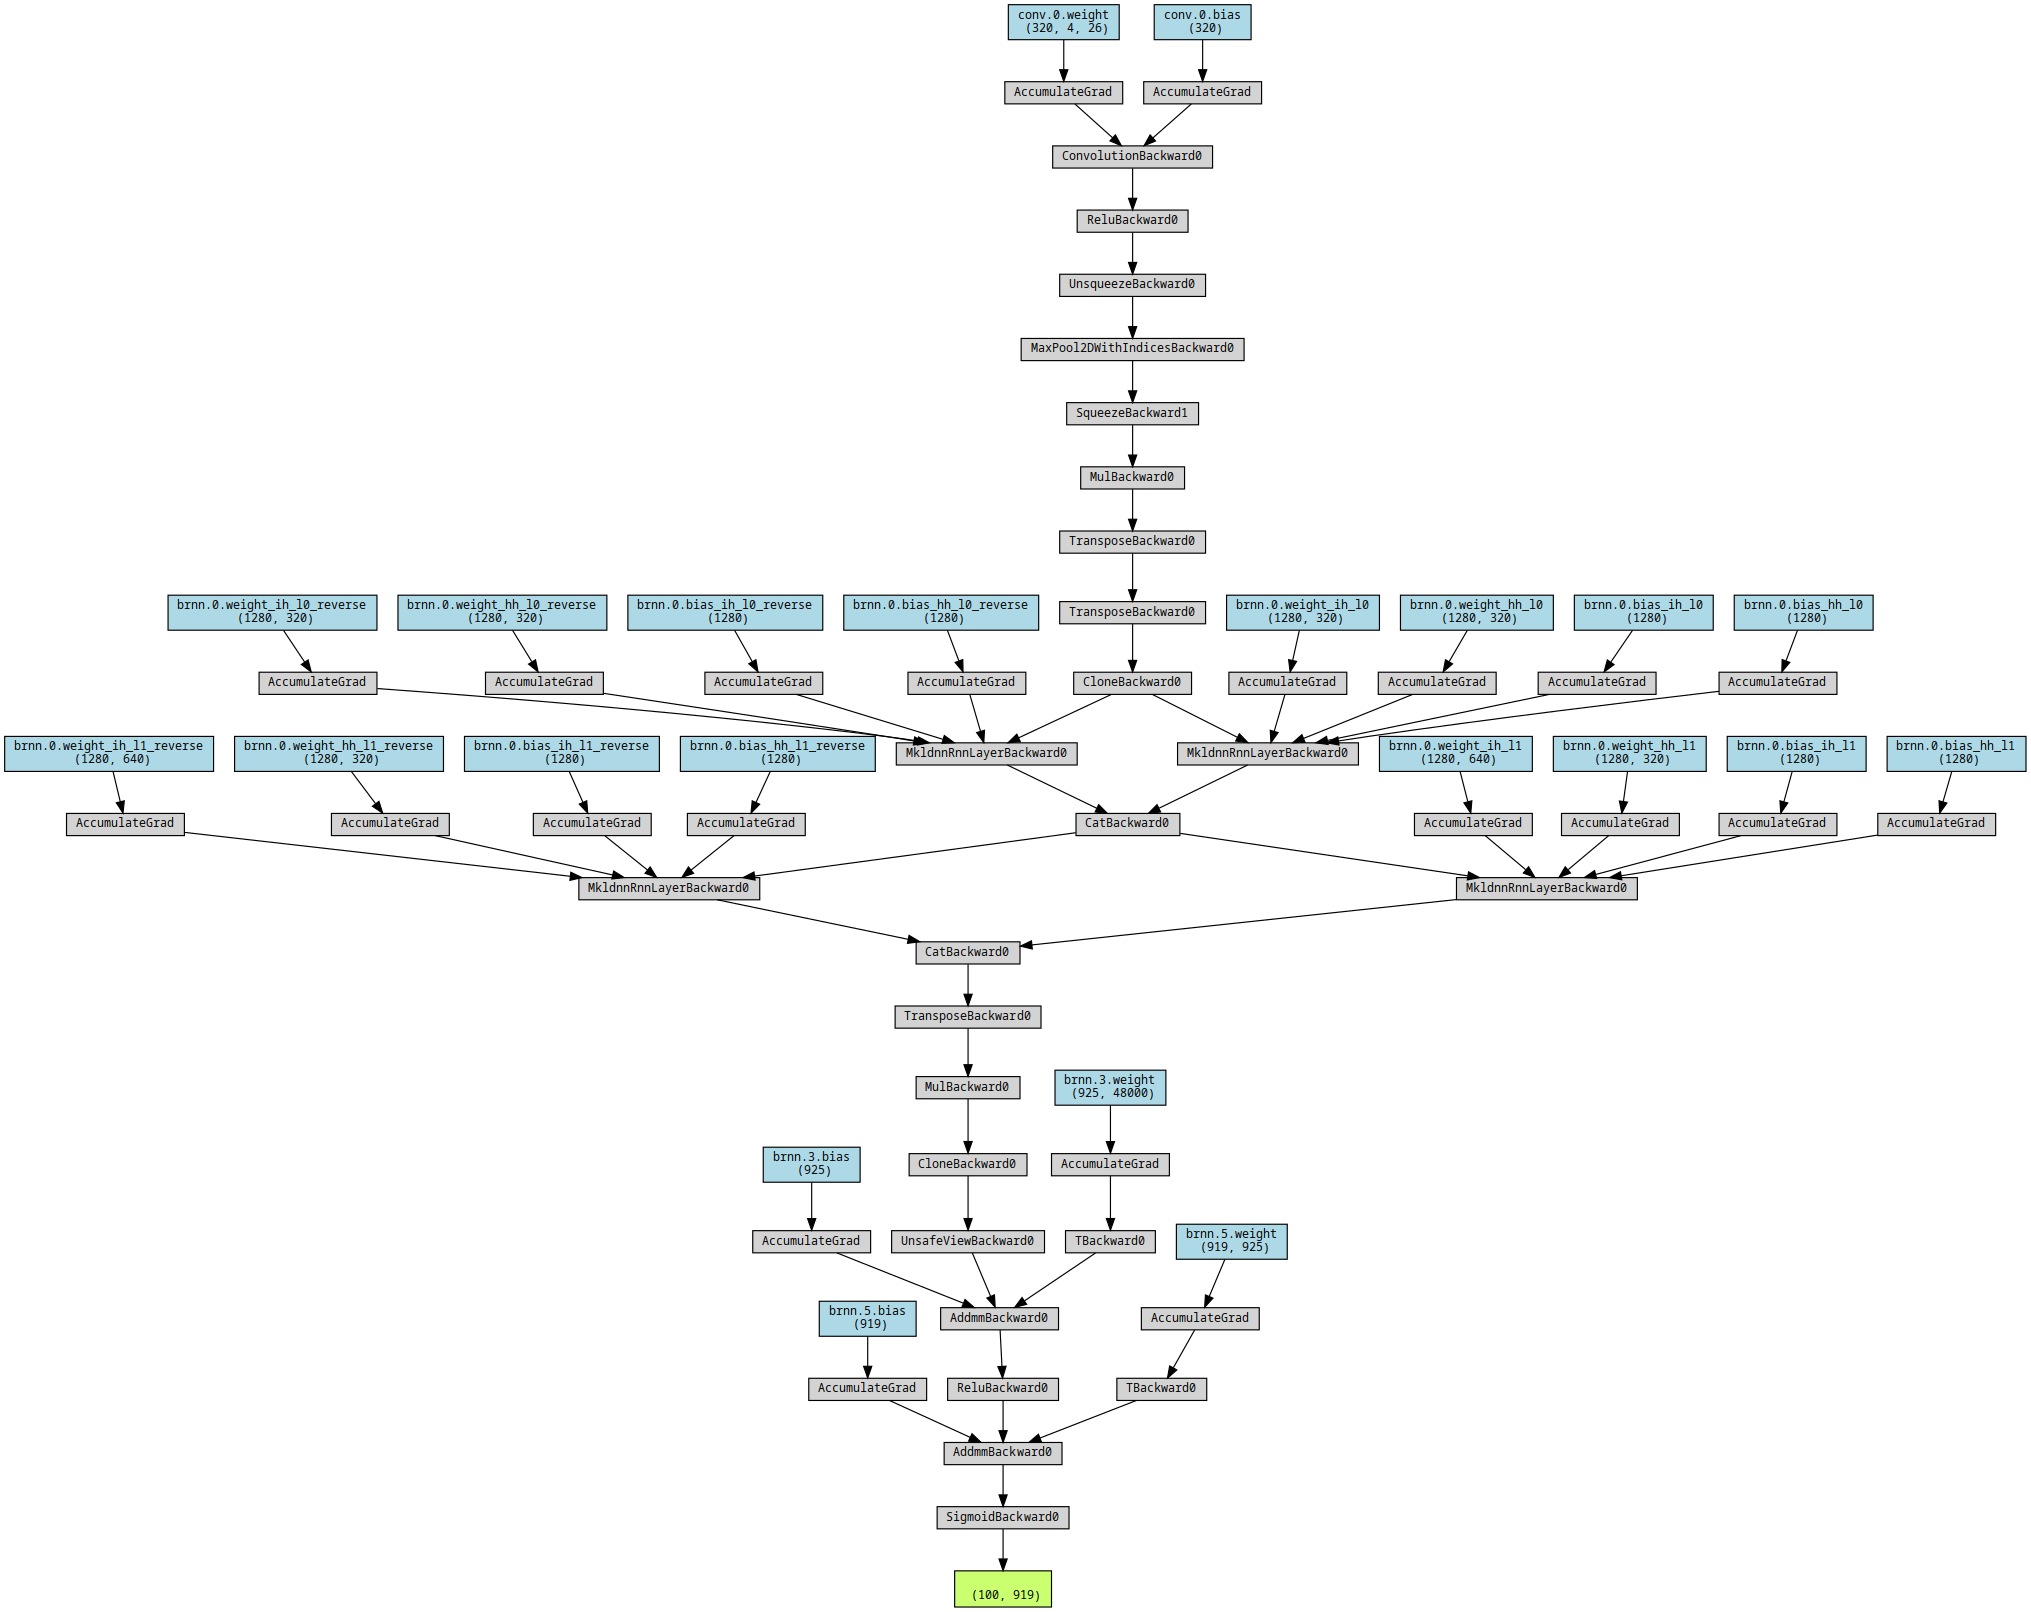 conv.0.weight
(320, 4, 26)
conv.0.bias
(320)
AccumulateGrad
AccumulateGrad
ConvolutionBackward0
ReluBackward0
UnsqueezeBackward0
MaxPool2DWithIndicesBackward0
SqueezeBackward1
MulBackward0
TransposeBackward0
brnn.0.weight_ih_l0_reverse
(1280, 320)
brnn.0.weight_hh_l0_reverse
(1280, 320)
brnn.0.bias_ih_l0_reverse
(1280)
brnn.0.bias_hh_l0_reverse
(1280)
TransposeBackward0
brnn.0.weight_ih_l0
(1280, 320)
brnn.0.weight_hh_l0
(1280, 320)
brnn.0.bias_ih_l0
(1280)
brnn.0.bias_hh_l0
(1280)
AccumulateGrad
AccumulateGrad
AccumulateGrad
AccumulateGrad
CloneBackward0
AccumulateGrad
AccumulateGrad
AccumulateGrad
AccumulateGrad
brnn.0.weight_ih_l1_reverse
(1280, 640)
brnn.0.weight_hh_l1_reverse
(1280, 320)
brnn.0.bias_ih_l1_reverse
(1280)
brnn.0.bias_hh_l1_reverse
(1280)
MkldnnRnnLayerBackward0
MkldnnRnnLayerBackward0
brnn.0.weight_ih_l1
(1280, 640)
brnn.0.weight_hh_l1
(1280, 320)
brnn.0.bias_ih_l1
(1280)
brnn.0.bias_hh_l1
(1280)
AccumulateGrad
AccumulateGrad
AccumulateGrad
AccumulateGrad
CatBackward0
AccumulateGrad
AccumulateGrad
AccumulateGrad
AccumulateGrad
MkldnnRnnLayerBackward0
MkldnnRnnLayerBackward0
CatBackward0
TransposeBackward0
MulBackward0
brnn.3.weight
(925, 48000)
brnn.3.bias
(925)
CloneBackward0
AccumulateGrad
AccumulateGrad
UnsafeViewBackward0
TBackward0
brnn.5.weight
(919, 925)
brnn.5.bias
(919)
AddmmBackward0
AccumulateGrad
AccumulateGrad
ReluBackward0
TBackward0
AddmmBackward0
SigmoidBackward0
(100, 919)